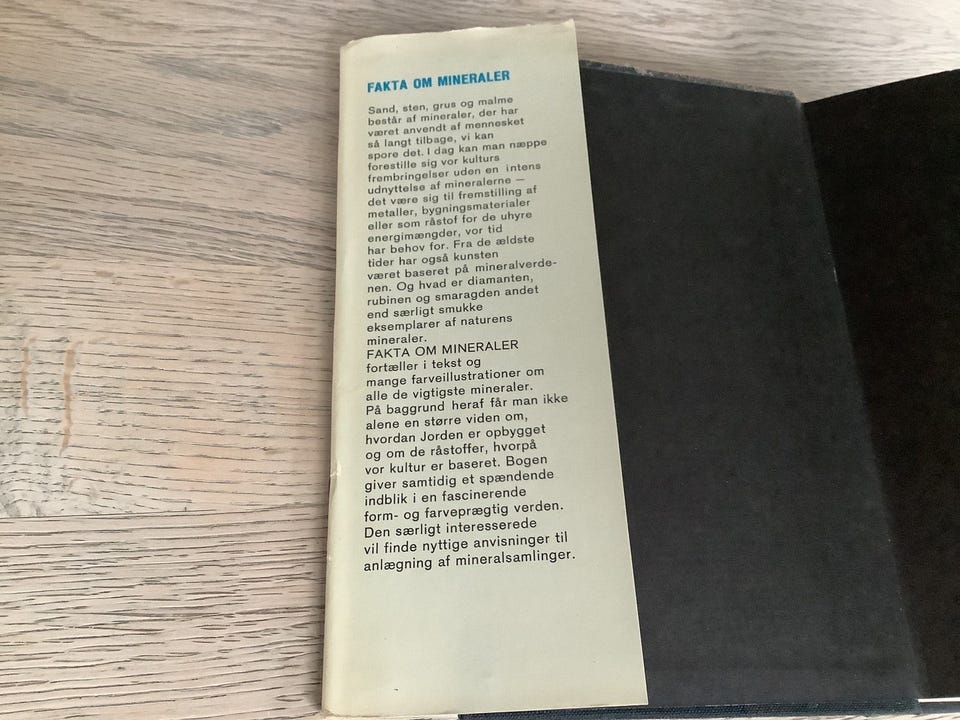 FAKTA OM MINERALER
Sand, sten, grus og malme
består af mineraler, der har
været anvendt af mennesket
så langt tilbage, vi kan
spore det. I dag kan man næppe
forestille sig vor kulturs
frembringelser uden en intens
udnyttelse af mineralerne —
det være sig til fremstilling af
metaller, bygningsmaterialer
eller som råstof for de uhyre
energimængder, vor tid
har behov for. Fra de ældste
tider har også kunsten
været baseret på mineralverde-
nen. Og hvad er diamanten,
rubinen og smaragden andet
end særligt smukke
eksemplarer af naturens
mineraler.
FAKTA OM MINERALER
fortæller i tekst og
mange farveillustrationer om
alle de vigtigste mineraler.
På baggrund heraf får man ikke
alene en større viden om,
hvordan Jorden er opbygget
og om de råstoffer, hvorpå
vor kultur er baseret. Bogen
giver samtidig et spændende
indblik i en fascinerende
form- og farveprægtig verden.
Den særligt interesserede
vil finde nyttige anvisninger til
anlægning af mineralsamlinger.